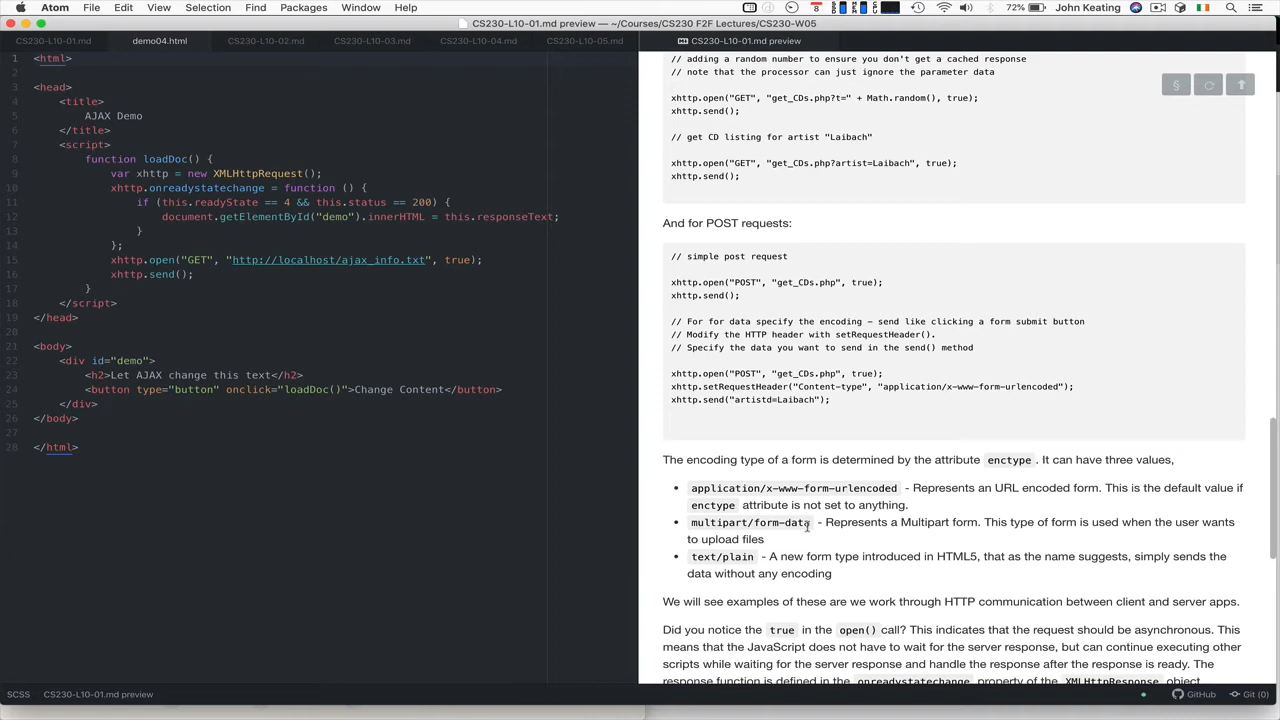 Atom File Edit View Selection Find Packages Window Help 8 72% John Keating
CS230-L10-01.md preview — ~/Courses/CS230 F2F Lectures/CS230-W05
CS230-L10-01.md demo04.html CS230-L10-02.md CS230-L10-03.md CS230-L10-04.md CS230-L10-05.md CS230-L10-01.md preview
1 <html>
2
3 <head>
4 <title>
5 AJAX Demo
6 </title>
7 <script>
8 function loadDoc() {
9 var xhttp = new XMLHttpRequest();
10 xhttp.onreadystatechange = function () {
11 if (this.readyState == 4 && this.status == 200) {
12 document.getElementById("demo").innerHTML = this.responseText;
13 }
14 };
15 xhttp.open("GET", "http://localhost/ajax_info.txt", true);
16 xhttp.send();
17 }
18 </script>
19 </head>
20
21 <body>
22 <div id="demo">
23 <h2>Let AJAX change this text</h2>
24 <button type="button" onclick="loadDoc()">Change Content</button>
25 </div>
26 </body>
27
28 </html>
// adding a random number to ensure you don't get a cached response
// note that the processor can just ignore the parameter data
xhttp.open("GET", "get_CDs.php?t=" + Math.random(), true);
xhttp.send();
// get CD listing for artist "Laibach"
xhttp.open("GET", "get_CDs.php?artist=Laibach", true);
xhttp.send();
And for POST requests:
// simple post request
xhttp.open("POST", "get_CDs.php", true);
xhttp.send();
// For for data specify the encoding – send like clicking a form submit button
// Modify the HTTP header with setRequestHeader().
// Specify the data you want to send in the send() method
xhttp.open("POST", "get_CDs.php", true);
xhttp.setRequestHeader("Content-type", "application/x-www-form-urlencoded");
xhttp.send("artistd=Laibach");
The encoding type of a form is determined by the attribute enctype . It can have three values,
• application/x-www-form-urlencoded - Represents an URL encoded form. This is the default value if
enctype attribute is not set to anything.
• multipart/form-data - Represents a Multipart form. This type of form is used when the user wants
to upload files
• text/plain - A new form type introduced in HTML5, that as the name suggests, simply sends the
data without any encoding
We will see examples of these are we work through HTTP communication between client and server apps.
Did you notice the true in the open() call? This indicates that the request should be asynchronous. This
means that the JavaScript does not have to wait for the server response, but can continue executing other
scripts while waiting for the server response and handle the response after the response is ready. The
response function is defined in the onreadystatechange property of the XMLHttpResponse object
SCSS CS230-L10-01.md preview GitHub Git (0)